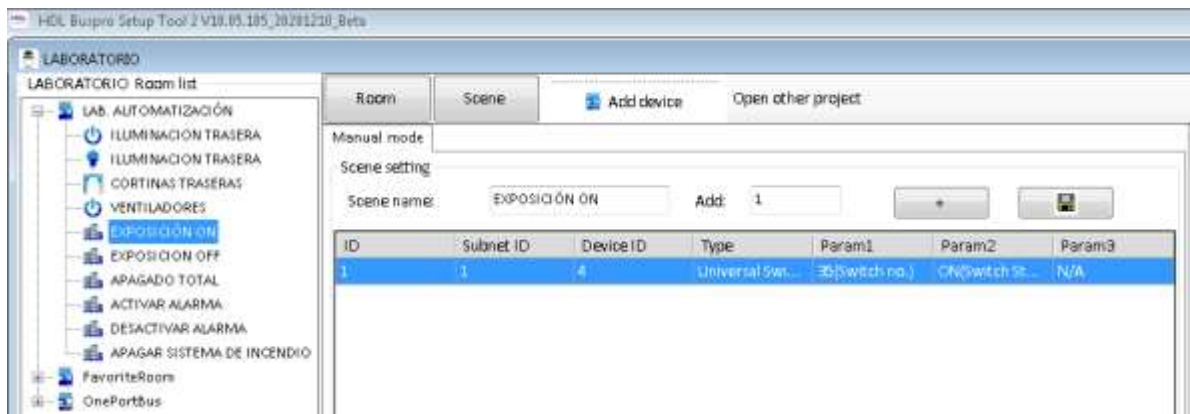 HDL Buspro Setup Tool 2 V10.05.105_20201210_Beta
LABORATORIO
LABORATORIO Room list
LAB. AUTOMATIZACIÓN
ILUMINACION TRASERA
ILUMINACION TRASERA
CORTINAS TRASERAS
VENTILADORES
EXPOSICIÓN ON
EXPOSICION OFF
APAGADO TOTAL
ACTIVAR ALARMA
DESACTIVAR ALARMA
APAGAR SISTEMA DE INCENDIO
FavoriteRoom
OnePortBus
Room Scene Add device Open other project
Manual mode
Scene setting
Scene name: EXPOSICIÓN ON Add: 1 +
ID Subnet ID Device ID Type Param1 Param2 Param3
1 1 4 Universal Swi... 35(Switch no.) ON(Switch St... N/A